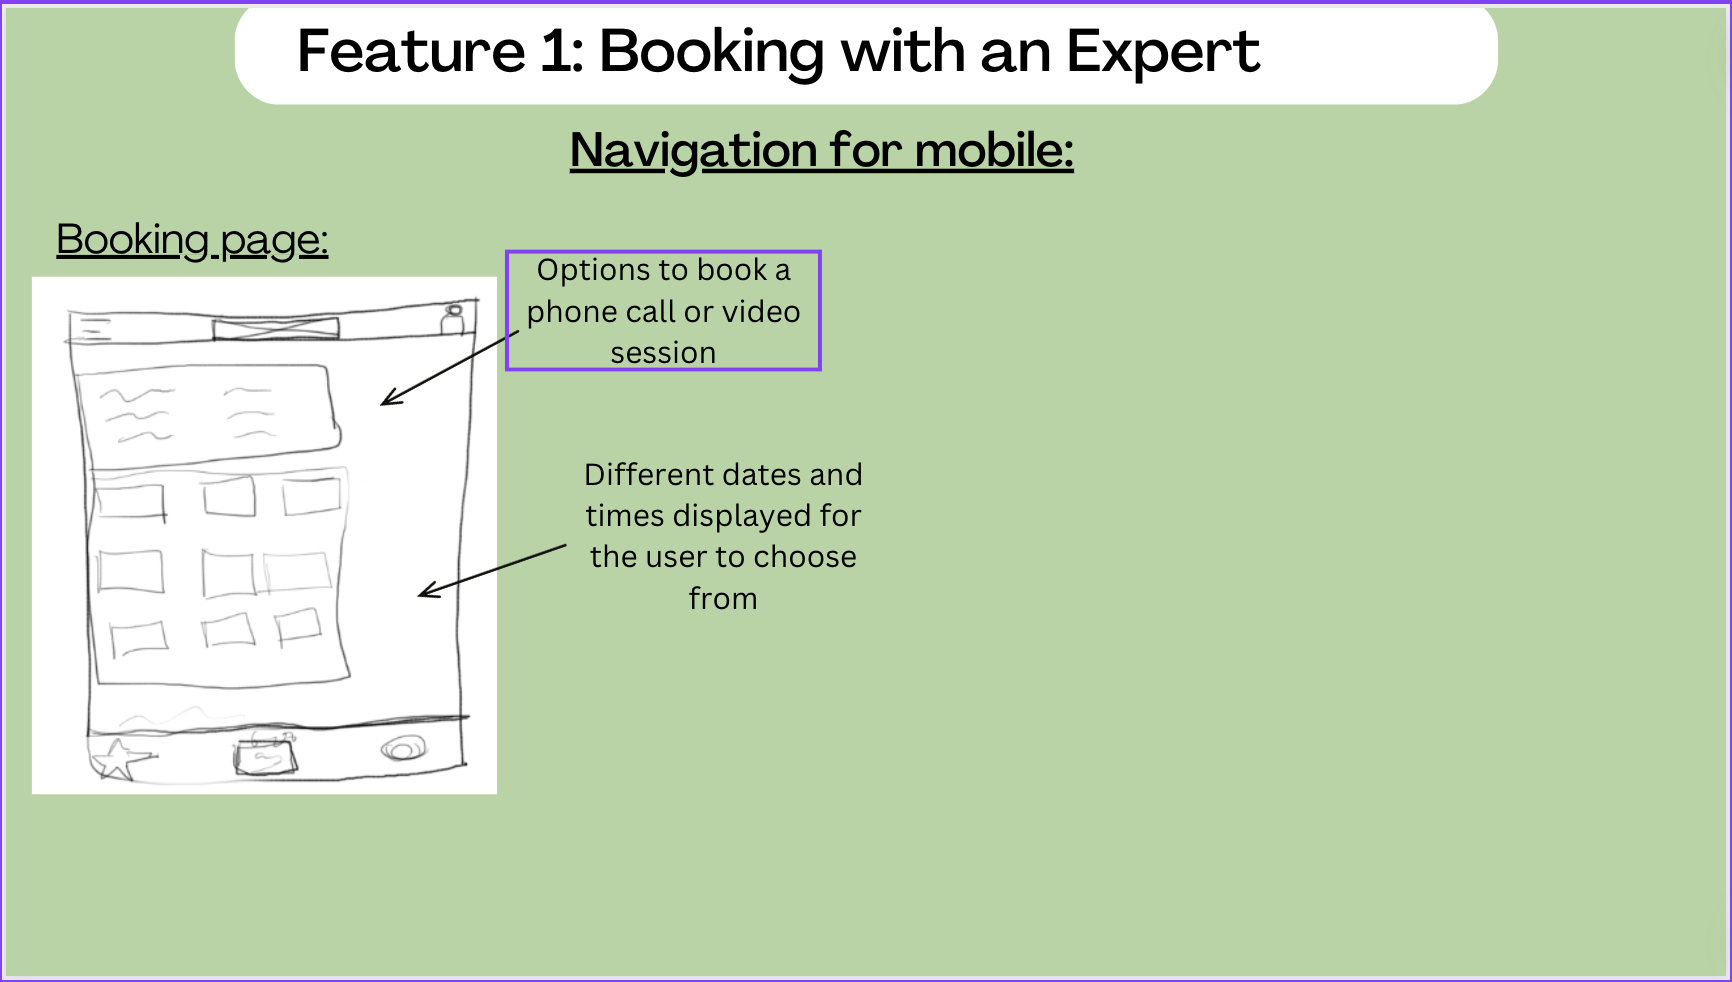 Feature 1: Booking with an Expert
Navigation for mobile:
Booking page:
Options to book a
phone call or video
session
Different dates and
times displayed for
the user to choose
from